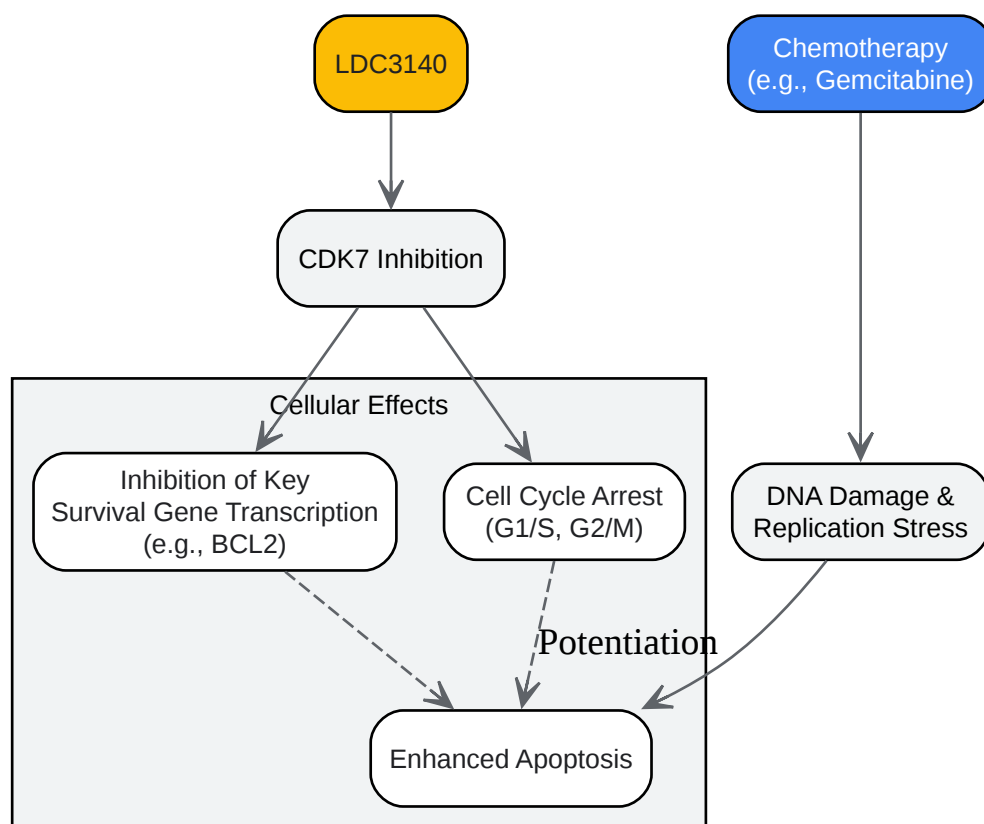 LDC3140
Chemotherapy
(e.g., Gemcitabine)
CDK7 Inhibition
Cellular Effects
Inhibition of Key
Survival Gene Transcription
(e.g., BCL2)
Cell Cycle Arrest
(G1/S, G2/M)
DNA Damage &
Replication Stress
Potentiation
Enhanced Apoptosis